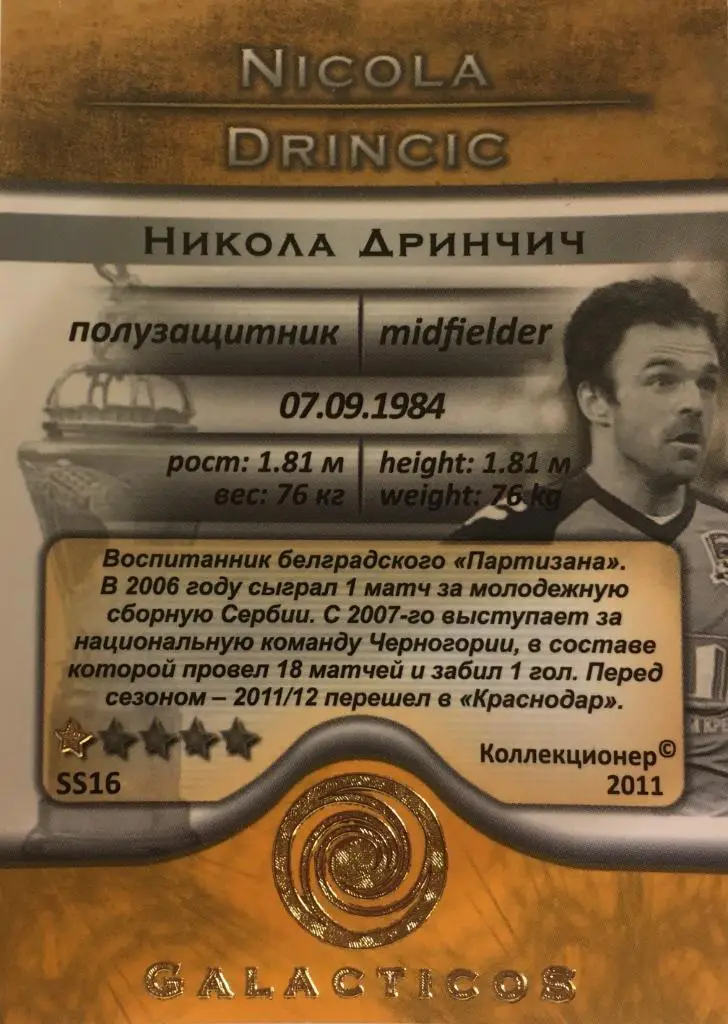 NICOLA
DRINCIC
НИКОЛА ДРИНЧИЧ
полузащитник midfielder
07.09.1984
рост: 1.81 м height: 1.81 м
вес: 76 кг weight: 76 kg
Воспитанник белградского «Партизана».
В 2006 году сыграл 1 матч за молодежную
сборную Сербии. С 2007-го выступает за
национальную команду Черногории, в составе
которой провел 18 матчей и забил 1 гол. Перед
сезоном – 2011/12 перешел в «Краснодар».
SS16
Коллекционер©
2011
GALACTICOS